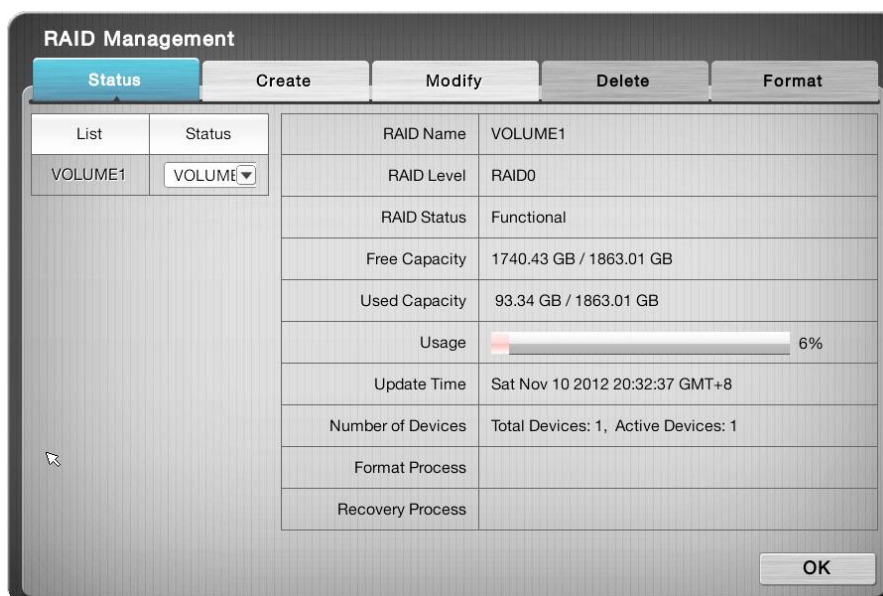 RAID Management
Status Create Modify Delete Format
List Status
VOLUME1 VOLUME
RAID Name VOLUME1
RAID Level RAID0
RAID Status Functional
Free Capacity 1740.43 GB / 1863.01 GB
Used Capacity 93.34 GB / 1863.01 GB
Usage 6%
Update Time Sat Nov 10 2012 20:32:37 GMT+8
Number of Devices Total Devices: 1, Active Devices: 1
Format Process
Recovery Process
OK